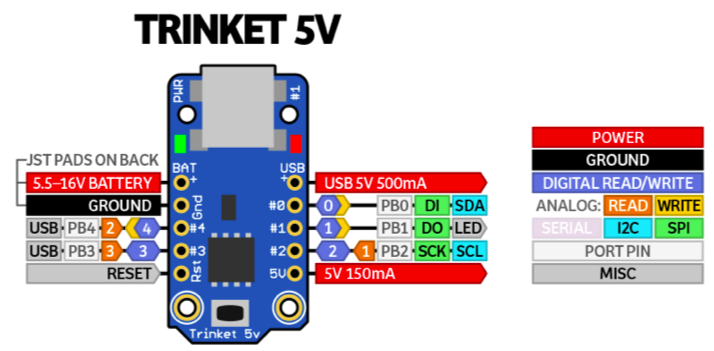 TRINKET 5V
PWR
#1
JST PADS ON BACK
BAT
USB
+
+
5.5–16V BATTERY
USB 5V 500mA
GROUND
Gnd
#0
0
PB0
DI
SDA
USB
PB4
2
4
#4
#1
1
PB1
DO
LED
USB
PB3
3
3
#3
#2
2
1
PB2
SCK
SCL
RESET
Rst
5V
5V 150mA
Trinket 5v
POWER
GROUND
DIGITAL READ/WRITE
ANALOG: READ WRITE
SERIAL I2C SPI
PORT PIN
MISC